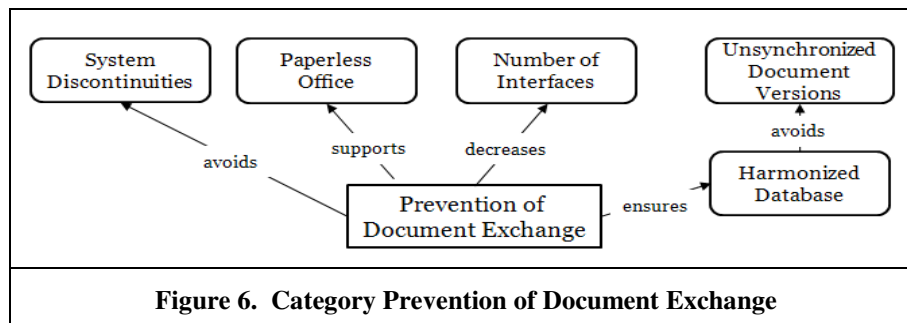 System
Discontinuities
Paperless
Office
Number of
Interfaces
Unsynchronized
Document
Versions
avoids
supports
decreases
avoids
Harmonized
Database
ensures
Prevention of
Document Exchange
Figure 6. Category Prevention of Document Exchange